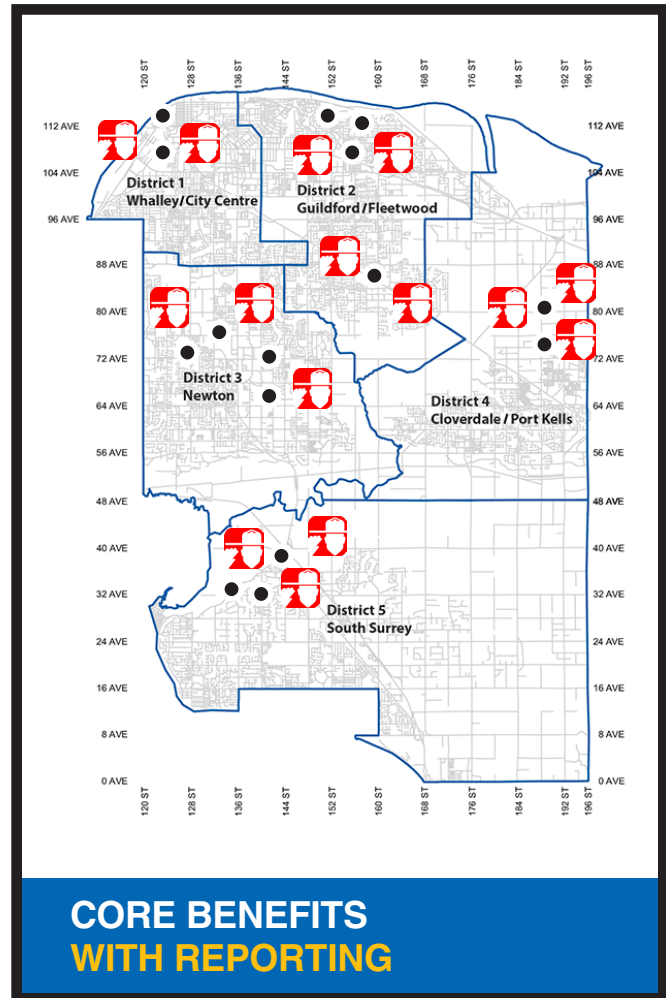 120 ST 128 ST 136 ST 144 ST 152 ST 160 ST 168 ST 176 ST 184 ST 192 ST 196 ST
112 AVE 112 AVE
104 AVE 104 AVE
District 1
Whalley/City Centre
District 2
Guildford/Fleetwood
96 AVE 96 AVE
88 AVE 88 AVE
80 AVE 80 AVE
72 AVE 72 AVE
District 3
Newton
64 AVE 64 AVE
District 4
Cloverdale/Port Kells
56 AVE 56 AVE
48 AVE 48 AVE
40 AVE 40 AVE
32 AVE 32 AVE
District 5
South Surrey
24 AVE 24 AVE
16 AVE 16 AVE
8 AVE 8 AVE
0 AVE 0 AVE
120 ST 128 ST 136 ST 144 ST 152 ST 160 ST 168 ST 176 ST 184 ST 192 ST 196 ST
CORE BENEFITS
WITH REPORTING